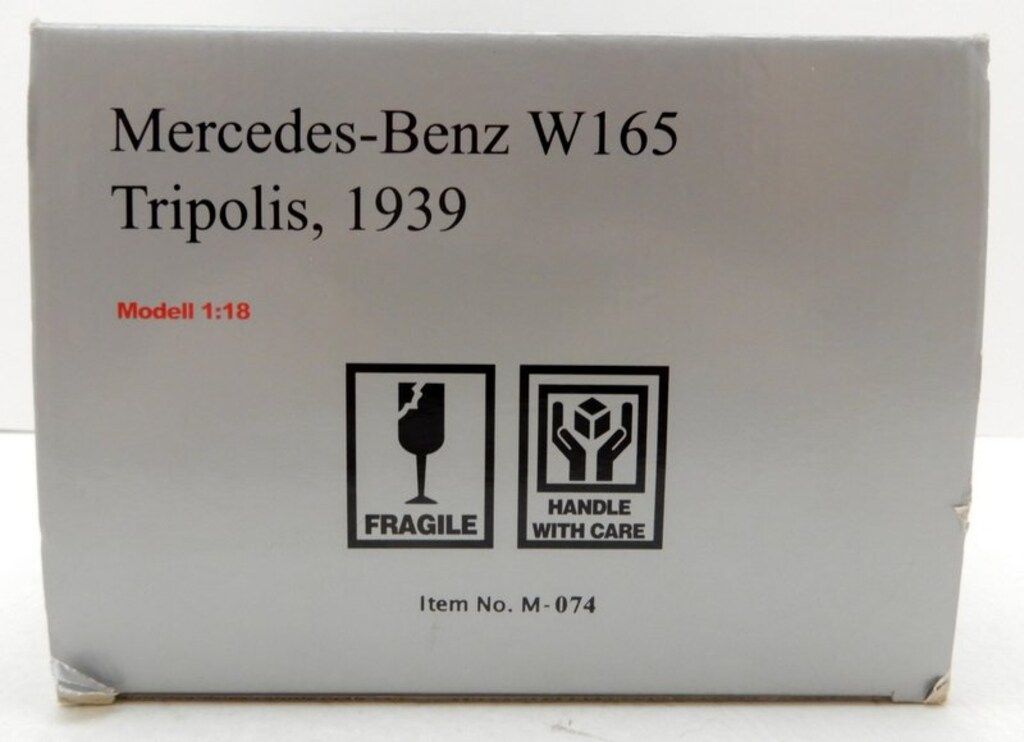 Mercedes-Benz W165
Tripolis, 1939
Modell 1:18
FRAGILE
HANDLE
WITH CARE
Item No. M-074